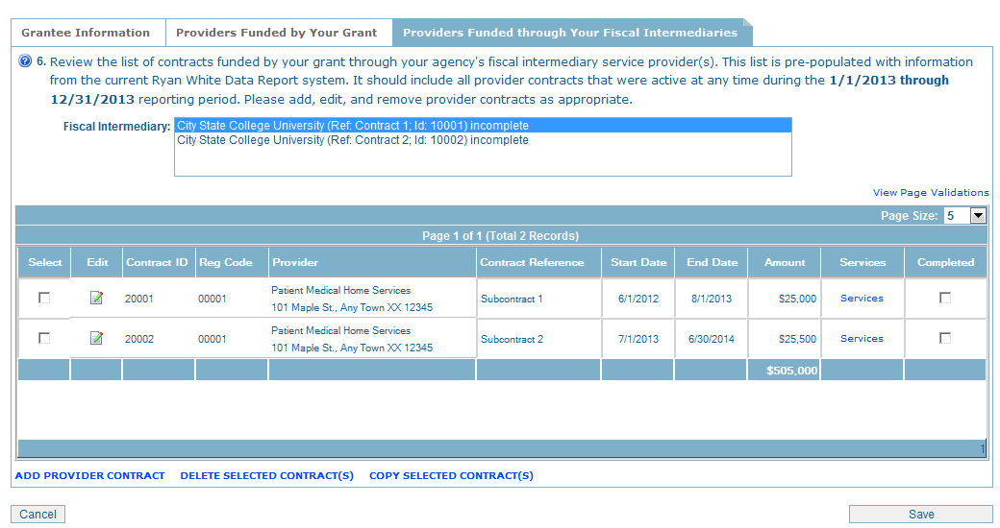 Grantee Information Providers Funded by Your Grant Providers Funded through Your Fiscal Intermediaries
? 6. Review the list of contracts funded by your grant through your agency's fiscal intermediary service provider(s). This list is pre-populated with information
from the current Ryan White Data Report system. It should include all provider contracts that were active at any time during the 1/1/2013 through
12/31/2013 reporting period. Please add, edit, and remove provider contracts as appropriate.
Fiscal Intermediary: City State College University (Ref: Contract 1; Id: 10001) incomplete
City State College University (Ref: Contract 2; Id: 10002) incomplete
View Page Validations
Page Size: 5
Page 1 of 1 (Total 2 Records)
Select Edit Contract ID Reg Code Provider Contract Reference Start Date End Date Amount Services Completed
Patient Medical Home Services
20001 00001 Subcontract 1 6/1/2012 8/1/2013 $25,000 Services
101 Maple St., Any Town XX 12345
Patient Medical Home Services
20002 00001 Subcontract 2 7/1/2013 6/30/2014 $25,500 Services
101 Maple St., Any Town XX 12345
$505,000
1
ADD PROVIDER CONTRACT DELETE SELECTED CONTRACT(S) COPY SELECTED CONTRACT(S)
Cancel Save